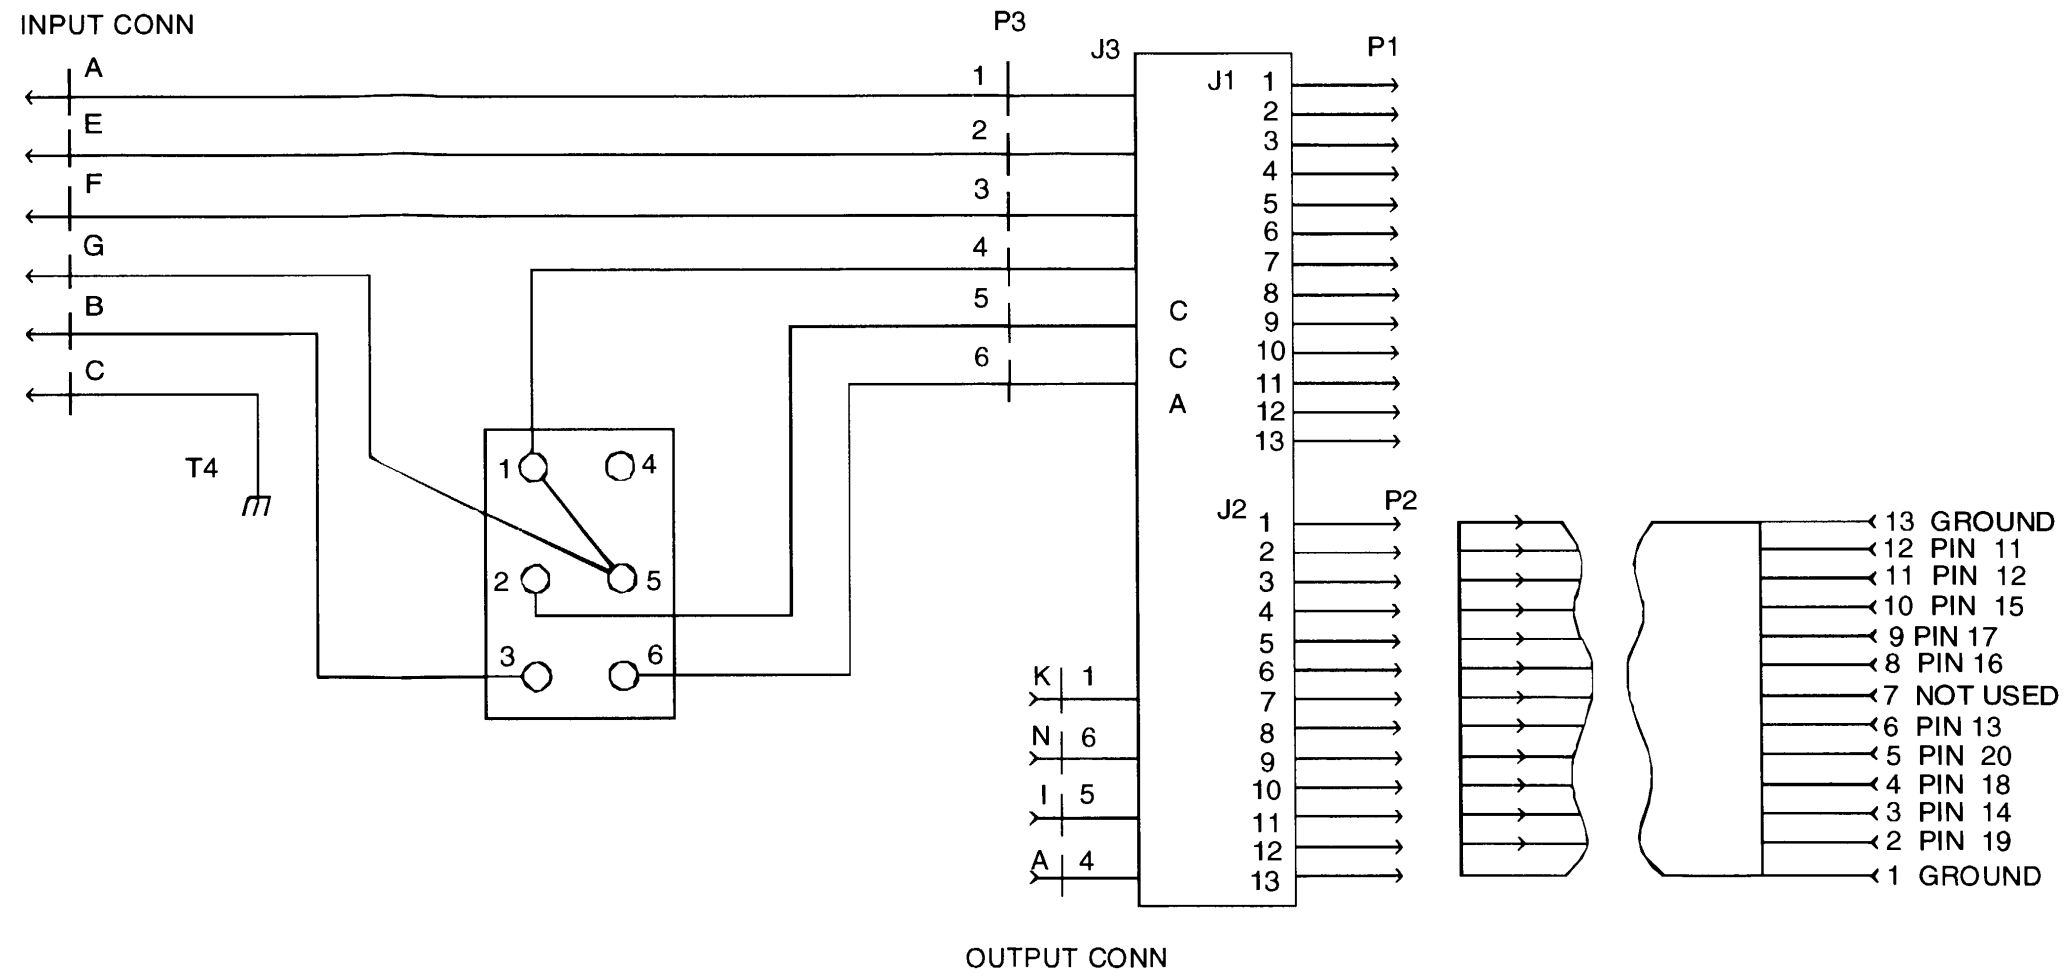 INPUT CONN
A
E
F
G
B
C
T4
P3
1
2
3
4
5
6
1
4
2
5
3
6
J3
J1
P1
1
2
3
4
5
6
7
8
9
10
11
12
13
C
C
A
J2
P2
1
2
3
4
5
6
7
8
9
10
11
12
13
K 1
N 6
I 5
A 4
13 GROUND
12 PIN 11
11 PIN 12
10 PIN 15
9 PIN 17
8 PIN 16
7 NOT USED
6 PIN 13
5 PIN 20
4 PIN 18
3 PIN 14
2 PIN 19
1 GROUND
OUTPUT CONN